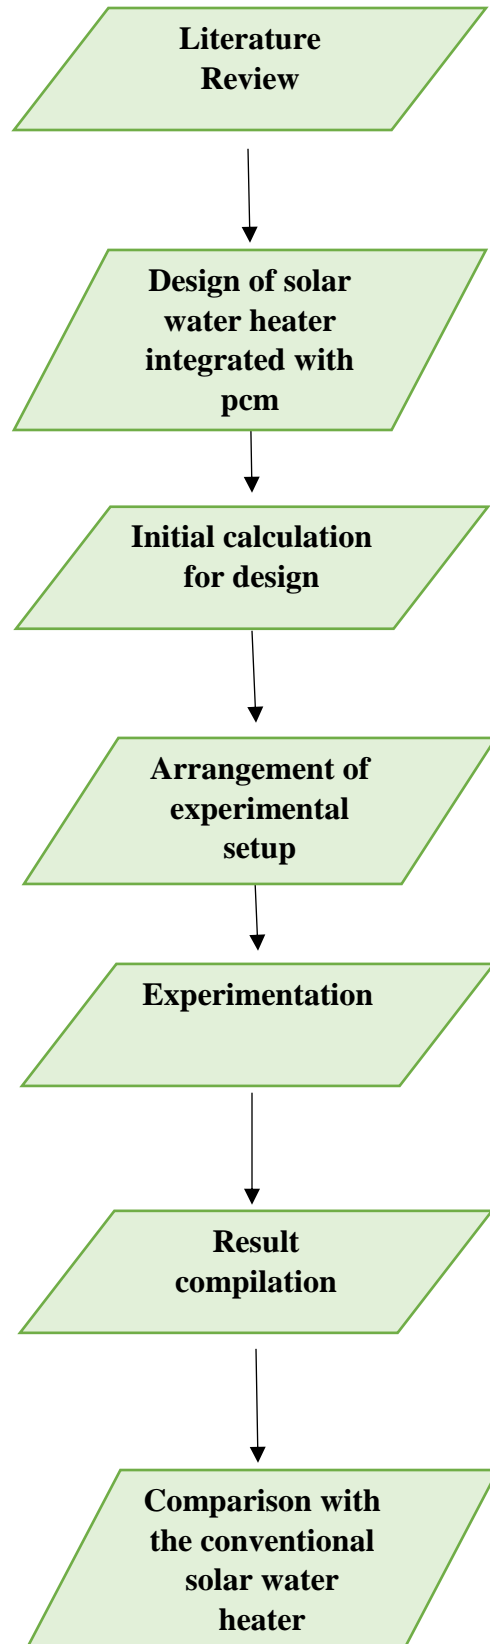 Literature
Review
Design of solar
water heater
integrated with
pcm
Initial calculation
for design
Arrangement of
experimental
setup
Experimentation
Result
compilation
Comparison with
the conventional
solar water
heater